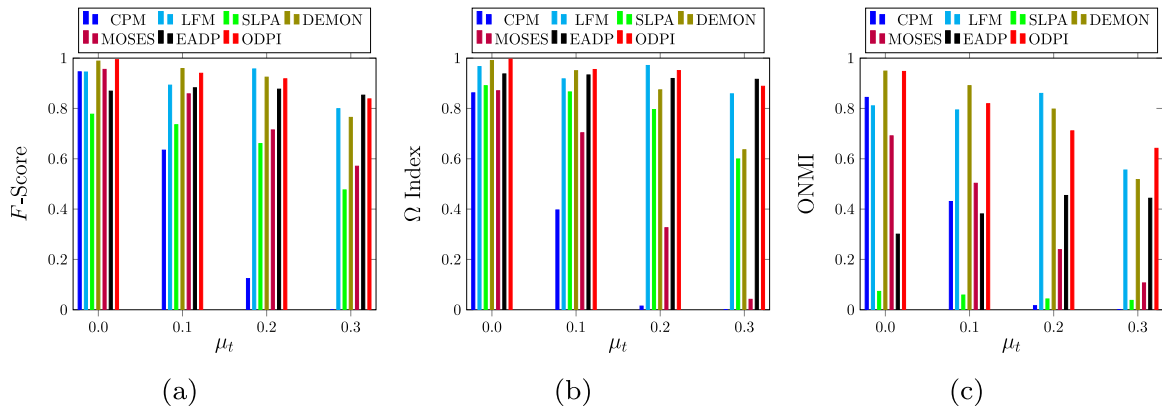 CPM LFM SLPA DEMON
MOSES EADP ODPI
1
0.8
0.6
0.4
0.2
0
F-Score
0.0 0.1 0.2 0.3
μt
(a)
CPM LFM SLPA DEMON
MOSES EADP ODPI
1
0.8
0.6
0.4
0.2
0
Ω Index
0.0 0.1 0.2 0.3
μt
(b)
CPM LFM SLPA DEMON
MOSES EADP ODPI
1
0.8
0.6
0.4
0.2
0
ONMI
0.0 0.1 0.2 0.3
μt
(c)